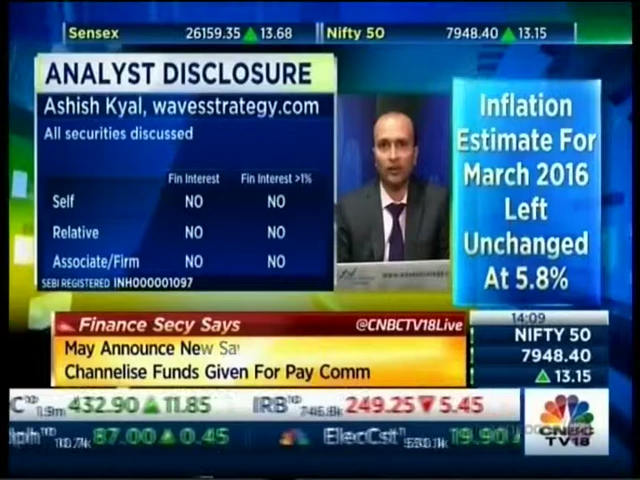 Sensex 26159.35 ▲ 13.68 Nifty 50 7948.40 ▲ 13.15
ANALYST DISCLOSURE
Ashish Kyal, wavesstrategy.com
All securities discussed
Fin Interest Fin Interest >1%
Self NO NO
Relative NO NO
Associate/Firm NO NO
SEBI REGISTERED INH000001097
Inflation
Estimate For
March 2016
Left
Unchanged
At 5.8%
Finance Secy Says @CNBCTV18Live
May Announce New Sa
Channelise Funds Given For Pay Comm
14:09
NIFTY 50
7948.40
▲ 13.15
432.90 ▲ 11.85 IRB 249.25 ▼ 5.45
87.00 ▲ 0.45 ElecCst 19.90
CNBC
TV18